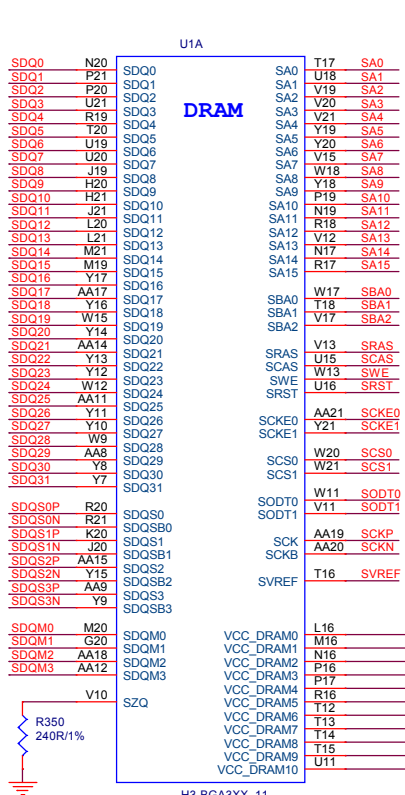 U1A
DRAM
SDQ0 N20 SDQ0 SA0 T17 SA0
SDQ1 P21 SDQ1 SA1 U18 SA1
SDQ2 P20 SDQ2 SA2 V19 SA2
SDQ3 U21 SDQ3 SA3 V20 SA3
SDQ4 R19 SDQ4 SA4 V21 SA4
SDQ5 T20 SDQ5 SA5 Y19 SA5
SDQ6 U19 SDQ6 SA6 Y20 SA6
SDQ7 U20 SDQ7 SA7 V15 SA7
SDQ8 J19 SDQ8 SA8 W18 SA8
SDQ9 H20 SDQ9 SA9 Y18 SA9
SDQ10 H21 SDQ10 SA10 P19 SA10
SDQ11 J21 SDQ11 SA11 N19 SA11
SDQ12 L20 SDQ12 SA12 R18 SA12
SDQ13 L21 SDQ13 SA13 V12 SA13
SDQ14 M21 SDQ14 SA14 N17 SA14
SDQ15 M19 SDQ15 SA15 R17 SA15
SDQ16 Y17 SDQ16
SDQ17 AA17 SDQ17 SBA0 W17 SBA0
SDQ18 Y16 SDQ18 SBA1 T18 SBA1
SDQ19 W15 SDQ19 SBA2 V17 SBA2
SDQ20 Y14 SDQ20
SDQ21 AA14 SDQ21 SRAS V13 SRAS
SDQ22 Y13 SDQ22 SCAS U15 SCAS
SDQ23 Y12 SDQ23 SWE W13 SWE
SDQ24 W12 SDQ24 SRST U16 SRST
SDQ25 AA11 SDQ25
SDQ26 Y11 SDQ26 SCKE0 AA21 SCKE0
SDQ27 Y10 SDQ27 SCKE1 Y21 SCKE1
SDQ28 W9 SDQ28
SDQ29 AA8 SDQ29 SCS0 W20 SCS0
SDQ30 Y8 SDQ30 SCS1 W21 SCS1
SDQ31 Y7 SDQ31
SODT0 W11 SODT0
SDQS0P R20 SDQS0 SODT1 V11 SODT1
SDQS0N R21 SDQSB0
SDQS1P K20 SDQS1 SCK AA19 SCKP
SDQS1N J20 SDQSB1 SCKB AA20 SCKN
SDQS2P AA15 SDQS2
SDQS2N Y15 SDQSB2 SVREF T16 SVREF
SDQS3P AA9 SDQS3
SDQS3N Y9 SDQSB3
SDQM0 M20 SDQM0 VCC_DRAM0 L16
SDQM1 G20 SDQM1 VCC_DRAM1 M16
SDQM2 AA18 SDQM2 VCC_DRAM2 N16
SDQM3 AA12 SDQM3 VCC_DRAM3 P16
VCC_DRAM4 P17
V10 SZQ VCC_DRAM5 R16
VCC_DRAM6 T12
R350 VCC_DRAM7 T13
240R/1% VCC_DRAM8 T14
VCC_DRAM9 T15
VCC_DRAM10 U11
H3 BGA3XX_11